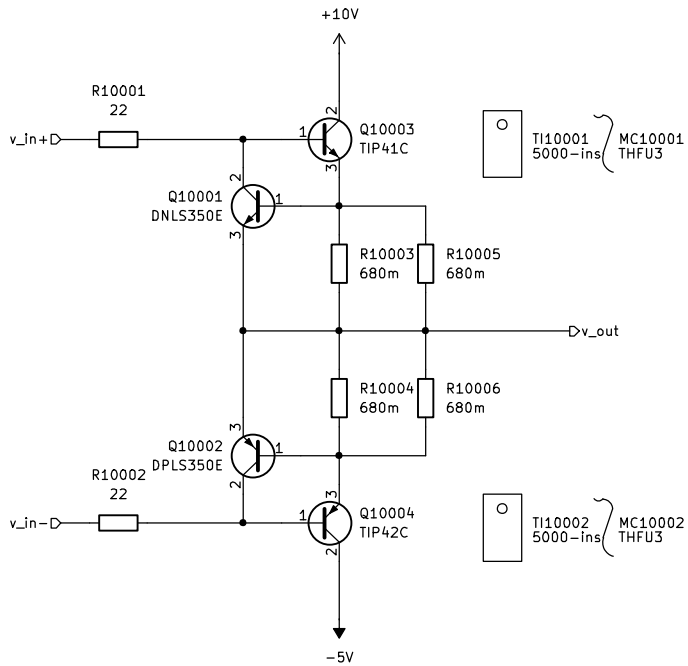 +10V
R10001
22
v_in+
1
2
3
Q10003
TIP41C
TI10001
5000-ins
MC10001
THFU3
2
Q10001
DNLS350E
1
3
R10003
680m
R10005
680m
v_out
R10004
680m
R10006
680m
3
Q10002
DPLS350E
1
2
R10002
22
v_in-
1
3
Q10004
TIP42C
2
TI10002
5000-ins
MC10002
THFU3
-5V